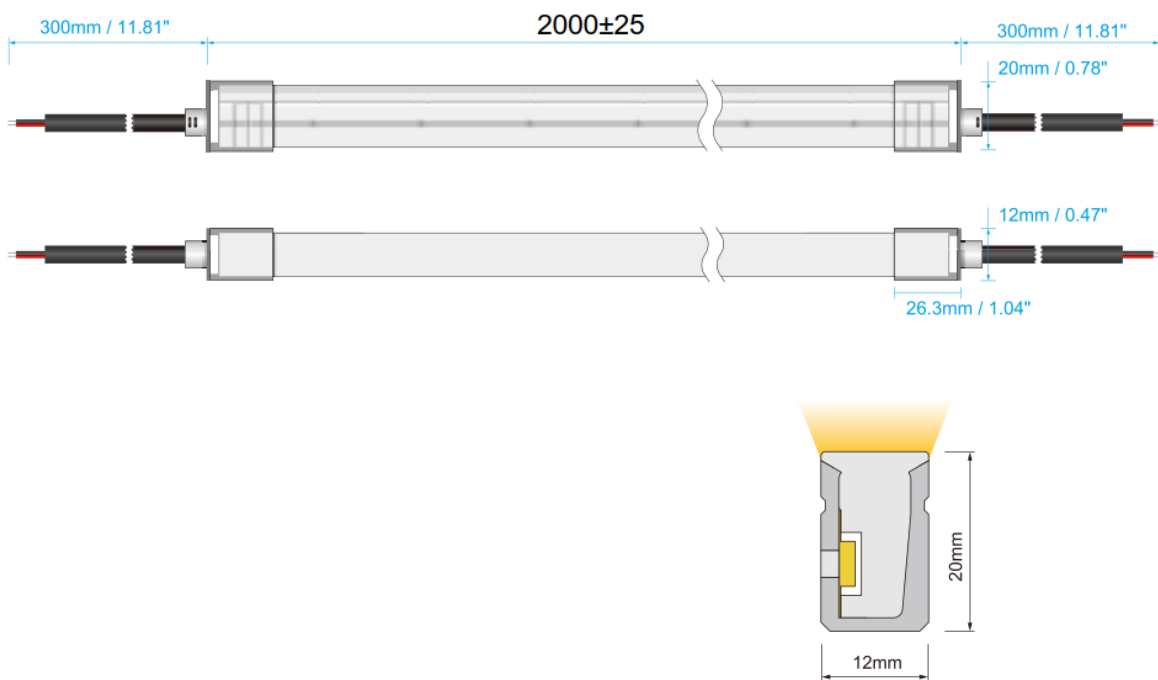 300mm / 11.81"
2000±25
300mm / 11.81"
20mm / 0.78"
12mm / 0.47"
26.3mm / 1.04"
20mm
12mm